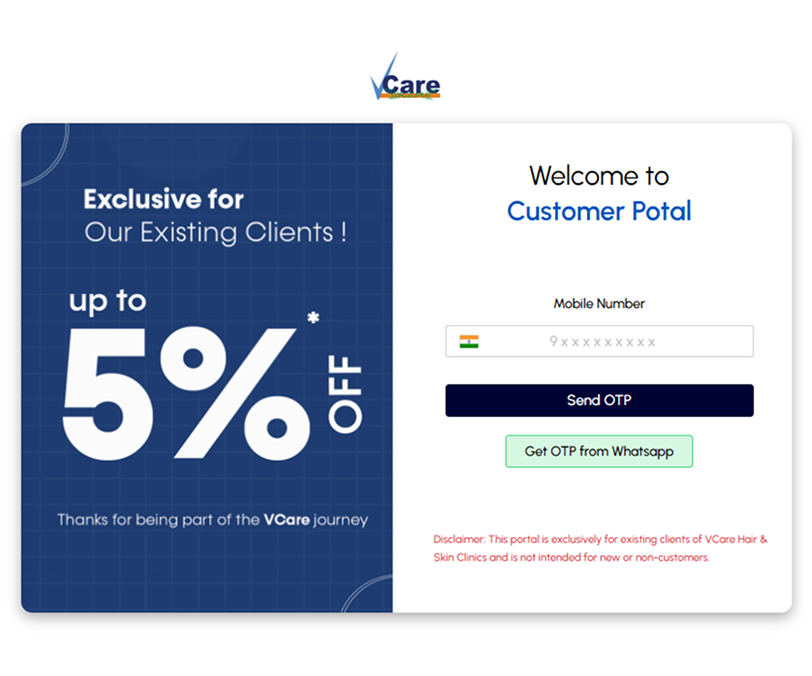 VCare
Exclusive for
Our Existing Clients !
up to
5%*
OFF
Thanks for being part of the VCare journey
Welcome to
Customer Potal
Mobile Number
9xxxxxxxxx
Send OTP
Get OTP from Whatsapp
Disclaimer: This portal is exclusively for existing clients of VCare Hair &
Skin Clinics and is not intended for new or non-customers.